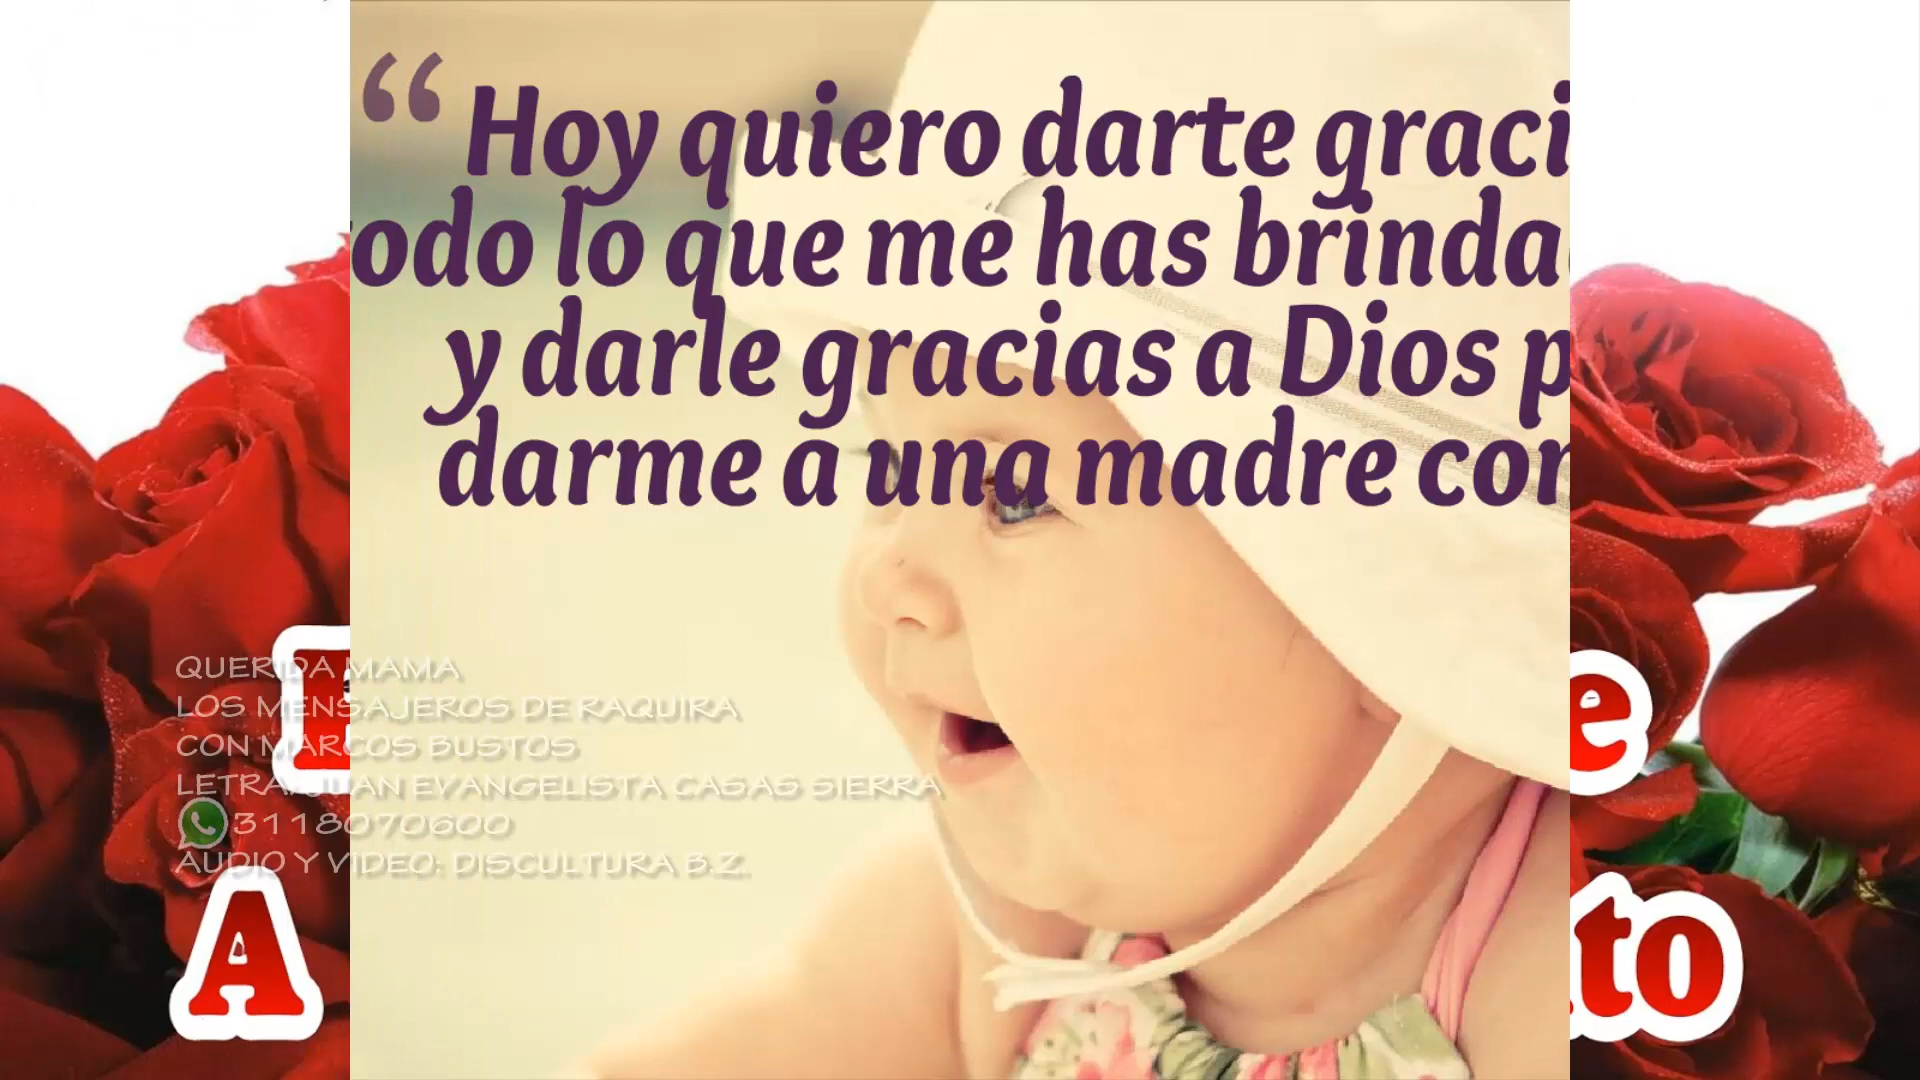 “ Hoy quiero darte graci
odo lo que me has brinda
y darle gracias a Dios p
darme a una madre con
QUERIDA MAMA
LOS MENSAJEROS DE RAQUIRA
CON MARCOS BUSTOS
LETRA: JUAN EVANGELISTA CASAS SIERRA
3118070600
AUDIO Y VIDEO: DISCULTURA B.Z.
e
A to